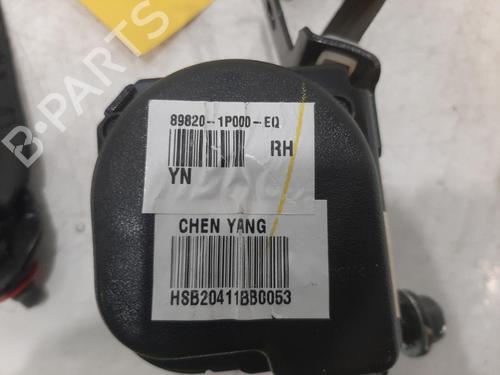 B-PARTS
89820-1P000-EQ
RH
YN
CHEN YANG
HSB20411BB0053